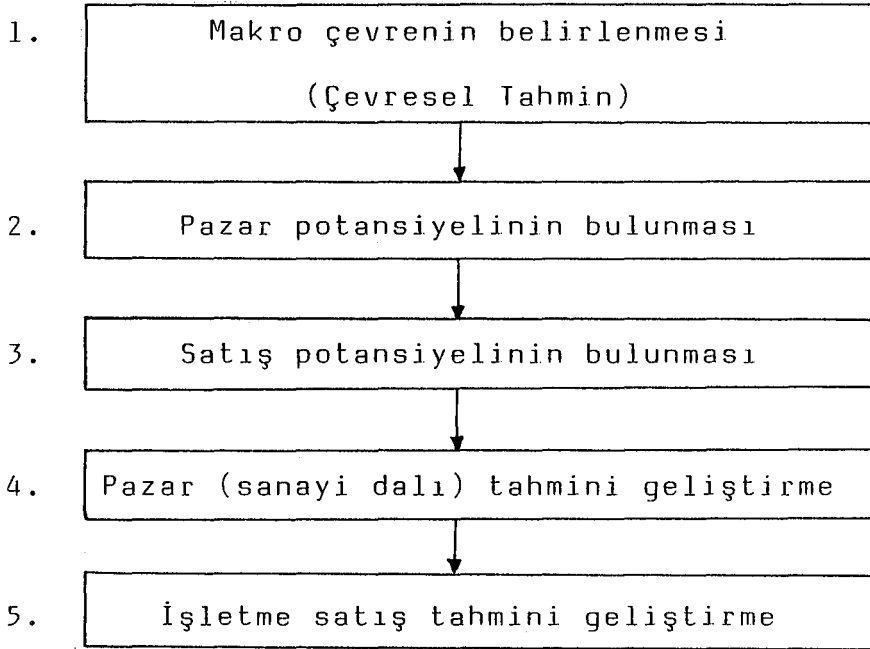 1. Makro çevrenin belirlenmesi
(Çevresel Tahmin)
2. Pazar potansiyelinin bulunması
3. Satış potansiyelinin bulunması
4. Pazar (sanayi dalı) tahmini geliştirme
5. İşletme satış tahmini geliştirme